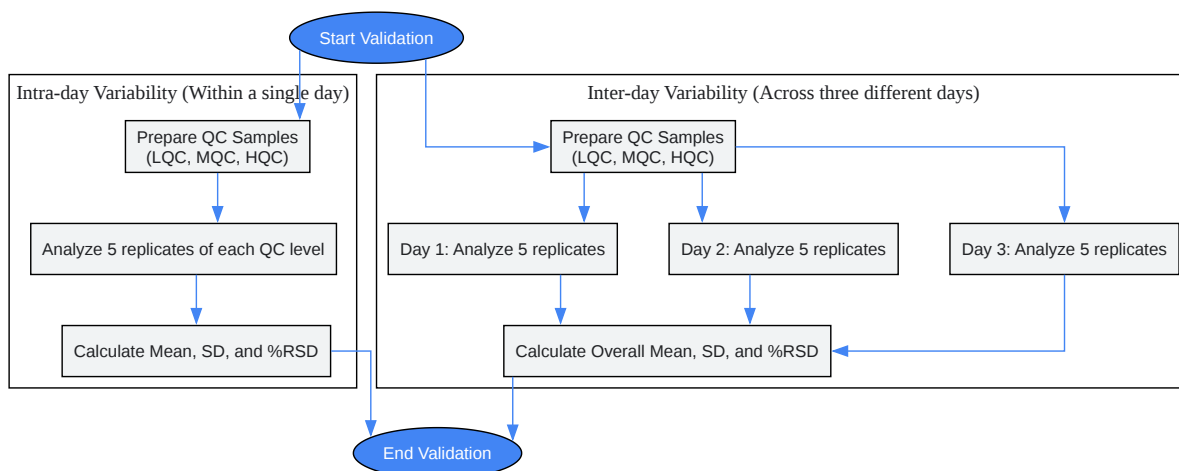 Start Validation
Intra-day Variability (Within a single day)
Inter-day Variability (Across three different days)
Prepare QC Samples
(LQC, MQC, HQC)
Prepare QC Samples
(LQC, MQC, HQC)
Analyze 5 replicates of each QC level
Day 1: Analyze 5 replicates
Day 2: Analyze 5 replicates
Day 3: Analyze 5 replicates
Calculate Mean, SD, and %RSD
Calculate Overall Mean, SD, and %RSD
End Validation